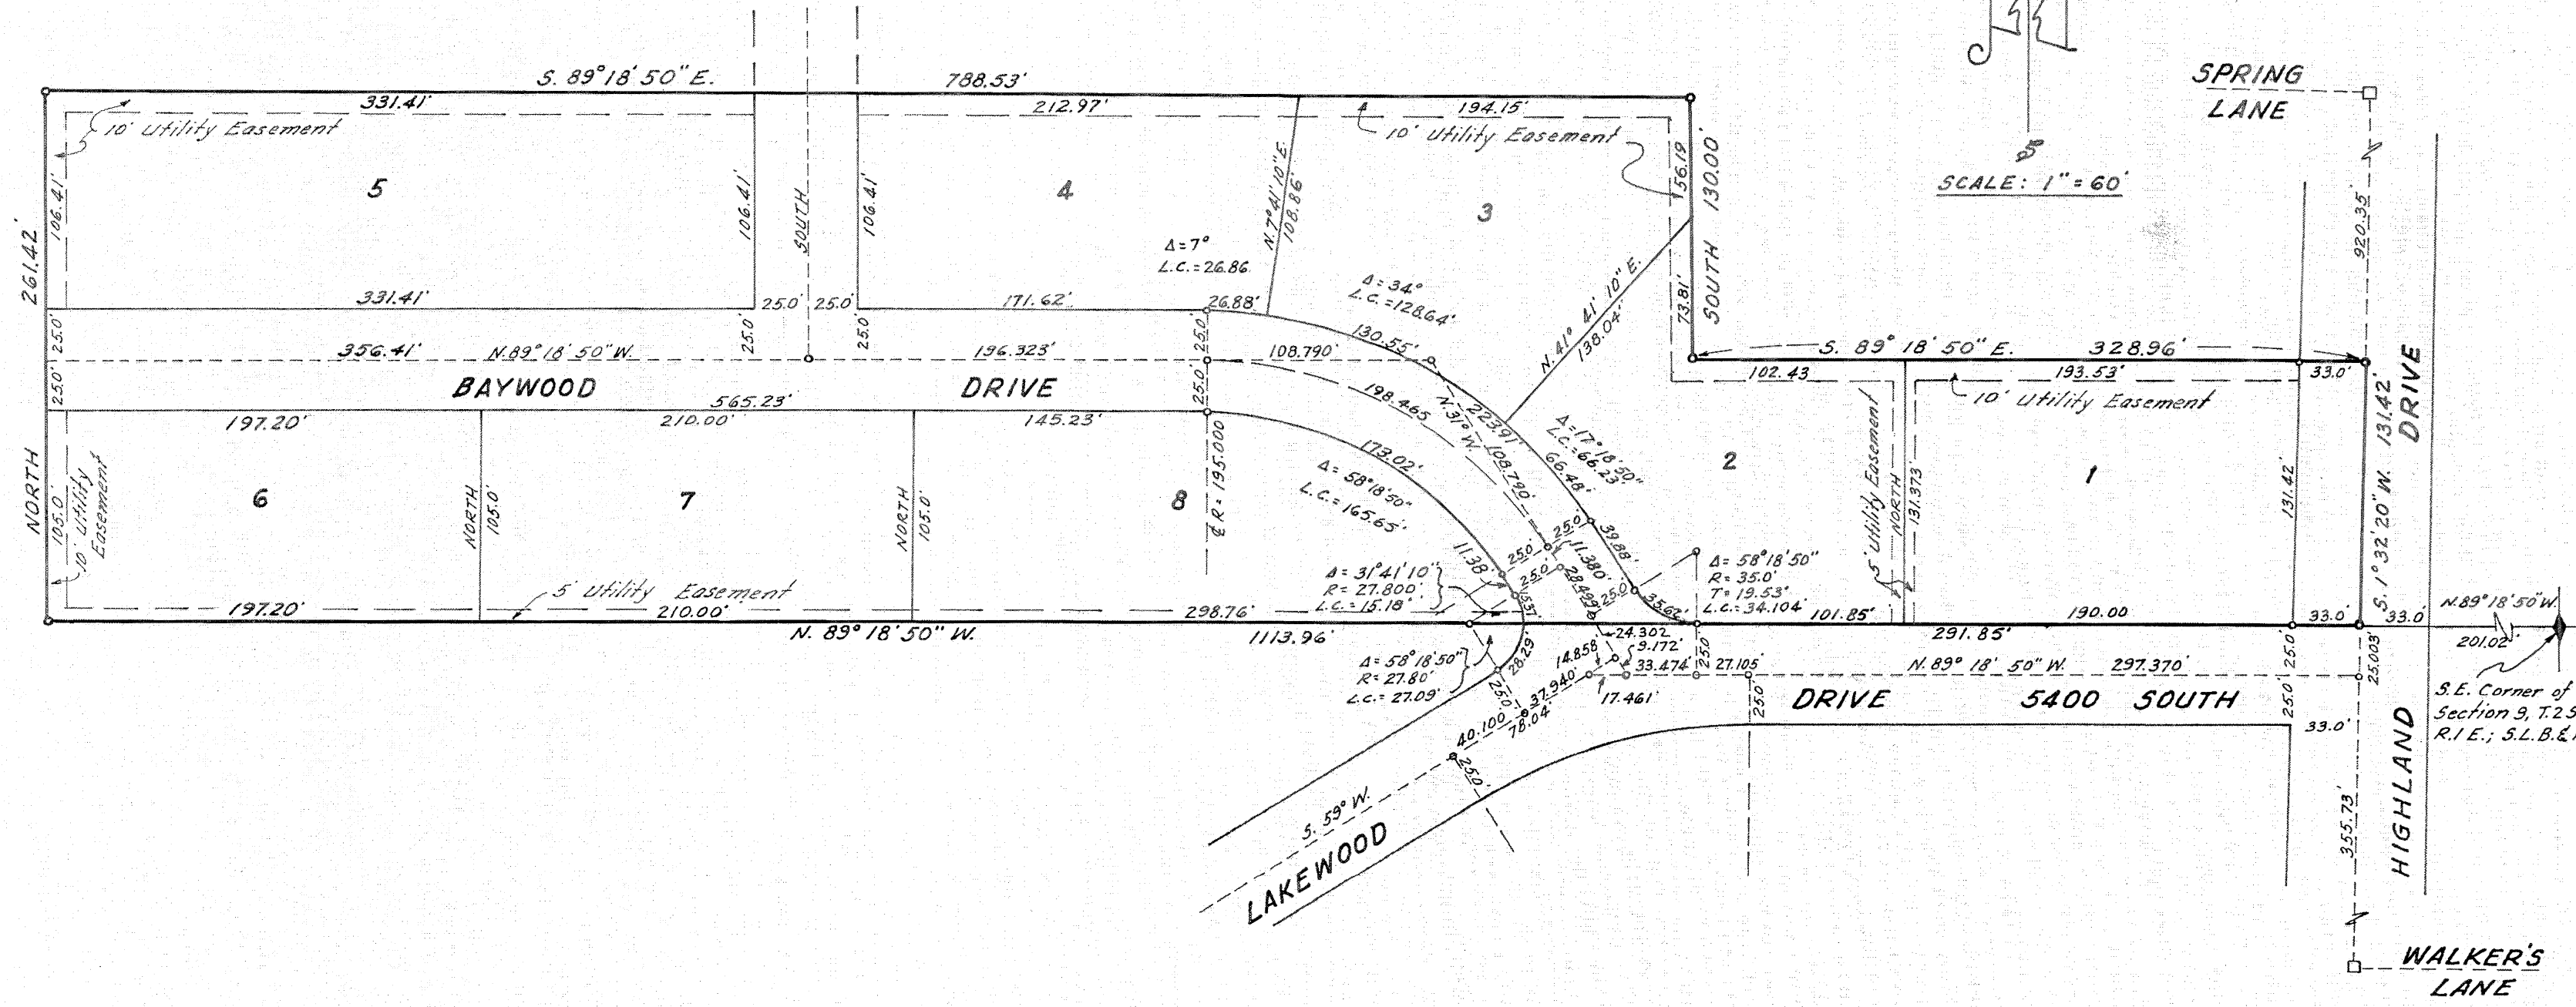 S. 89° 18' 50" E.
788.53'
331.41'
212.97'
194.15'
10' Utility Easement
10' Utility Easement
SPRING
LANE
SCALE: 1" = 60'
S
261.42'
NORTH
106.41'
5
106.41'
SOUTH
106.41'
4
N. 7° 41' 10" E.
108.86'
3
56.19
SOUTH 130.00'
73.81'
920.35'
Δ = 7°
L.C. = 26.86
Δ = 34°
L.C. = 128.64'
N. 41° 41' 10" E.
138.04'
331.41'
25.0' 25.0'
171.62'
26.88'
130.55'
25.0'
25.0'
25.0'
25.0'
356.41'
N. 89° 18' 50" W.
196.323'
108.790'
S. 89° 18' 50" E. 328.96'
102.43
193.53'
33.0'
10' Utility Easement
25.0'
BAYWOOD DRIVE
25.0'
565.23'
197.20'
210.00'
145.23'
198.465
N. 31° W.
108.790'
223.91'
66.48'
Δ = 17° 18' 50"
L.C. = 66.23'
173.02'
Δ = 58° 18' 50"
L.C. = 165.65'
105.0'
10' Utility
Easement
6
NORTH
105.0'
7
NORTH
105.0'
8
℄ R = 195.000
2
5' Utility Easement
NORTH
131.373'
1
131.42'
S. 1° 32' 20" W. 131.42'
HIGHLAND DRIVE
11.38'
25.0'
25.0'
25.0'
11.380'
39.88'
28.499'
25.0'
35.62'
Δ = 31° 41' 10"
R = 27.800'
L.C. = 15.18'
15.37
Δ = 58° 18' 50"
R = 35.0'
T = 19.53'
L.C. = 34.104'
5' Utility Easement
197.20'
210.00'
298.76'
101.85'
190.00
33.0'
33.0'
N. 89° 18' 50" W.
1113.96'
291.85'
N. 89° 18' 50" W.
201.02'
Δ = 58° 18' 50"
R = 27.80'
L.C. = 27.09'
28.29'
24.302
9.172'
14.858
33.474'
25.0'
27.105'
N. 89° 18' 50" W. 297.370'
25.0'
25.003'
25.0'
37.940'
17.461'
25.0'
DRIVE 5400 SOUTH
25.0'
33.0'
40.100
78.04'
25.0'
S. 59° W.
LAKEWOOD
S.E. Corner of
Section 9, T.2S
R.1E.; S.L.B.&
355.73'
WALKER'S
LANE